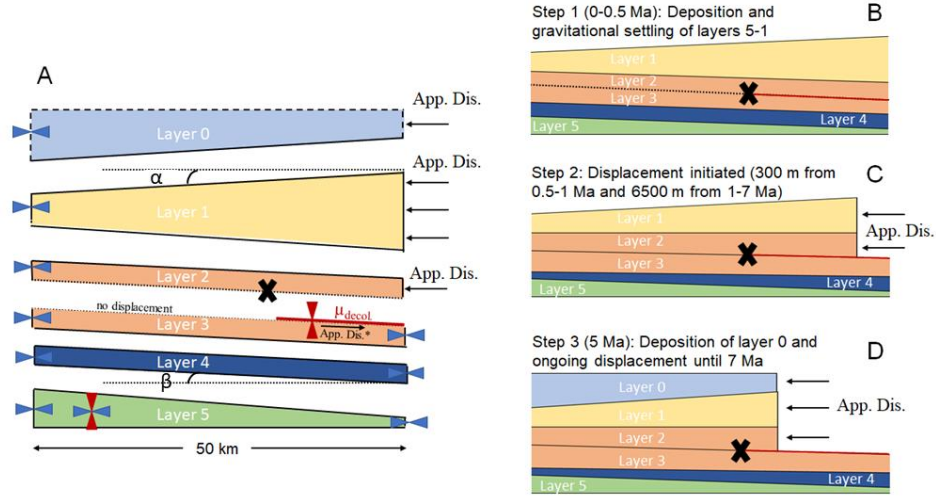 A
App. Dis.
Layer 0
App. Dis.
α
Layer 1
Layer 2
App. Dis.
no displacement
μdecol.
Layer 3
App. Dis.*
Layer 4
β
Layer 5
50 km
Step 1 (0-0.5 Ma): Deposition and
gravitational settling of layers 5-1
B
Layer 1
Layer 2
Layer 3
Layer 4
Layer 5
Step 2: Displacement initiated (300 m from
0.5-1 Ma and 6500 m from 1-7 Ma)
C
Layer 1
App. Dis.
Layer 2
Layer 3
Layer 4
Layer 5
Step 3 (5 Ma): Deposition of layer 0 and
ongoing displacement until 7 Ma
D
Layer 0
Layer 1
App. Dis.
Layer 2
Layer 3
Layer 4
Layer 5